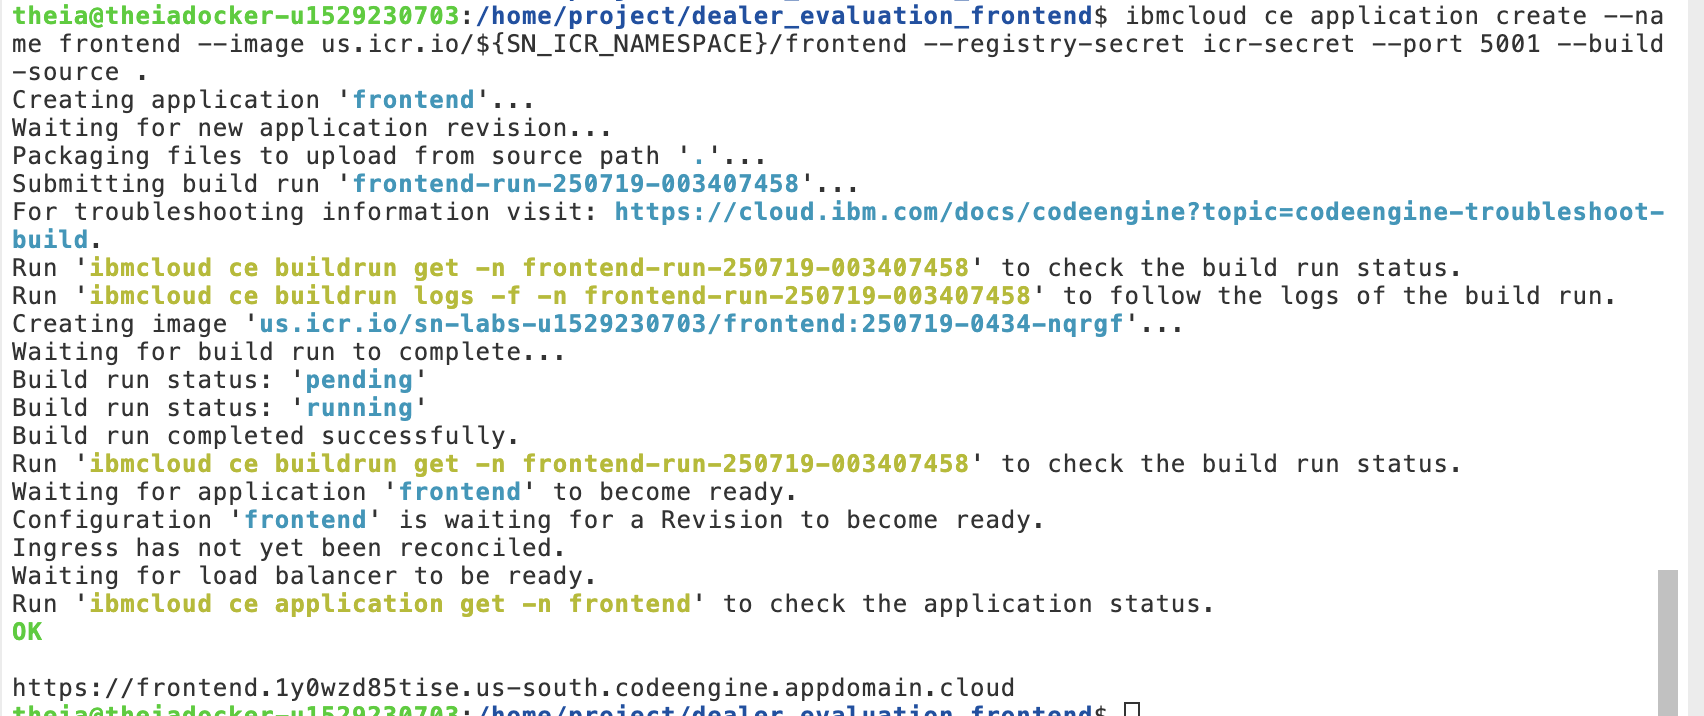 theia@theiadocker-u1529230703:/home/project/dealer_evaluation_frontend$ ibmcloud ce application create --na
me frontend --image us.icr.io/${SN_ICR_NAMESPACE}/frontend --registry-secret icr-secret --port 5001 --build
-source .
Creating application 'frontend'...
Waiting for new application revision...
Packaging files to upload from source path '.'...
Submitting build run 'frontend-run-250719-003407458'...
For troubleshooting information visit: https://cloud.ibm.com/docs/codeengine?topic=codeengine-troubleshoot-
build.
Run 'ibmcloud ce buildrun get -n frontend-run-250719-003407458' to check the build run status.
Run 'ibmcloud ce buildrun logs -f -n frontend-run-250719-003407458' to follow the logs of the build run.
Creating image 'us.icr.io/sn-labs-u1529230703/frontend:250719-0434-nqrgf'...
Waiting for build run to complete...
Build run status: 'pending'
Build run status: 'running'
Build run completed successfully.
Run 'ibmcloud ce buildrun get -n frontend-run-250719-003407458' to check the build run status.
Waiting for application 'frontend' to become ready.
Configuration 'frontend' is waiting for a Revision to become ready.
Ingress has not yet been reconciled.
Waiting for load balancer to be ready.
Run 'ibmcloud ce application get -n frontend' to check the application status.
OK
https://frontend.1y0wzd85tise.us-south.codeengine.appdomain.cloud
theia@theiadocker-u1529230703:/home/project/dealer_evaluation_frontend$